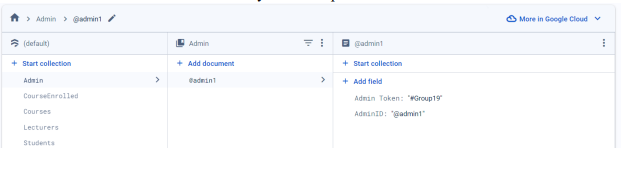 Admin > @admin1
More in Google Cloud
(default)
Admin
@admin1
+ Start collection
+ Add document
+ Start collection
Admin
@admin1
+ Add field
CourseEnrolled
Admin Token: "#Group19"
Courses
AdminID: "@admin1"
Lecturers
Students